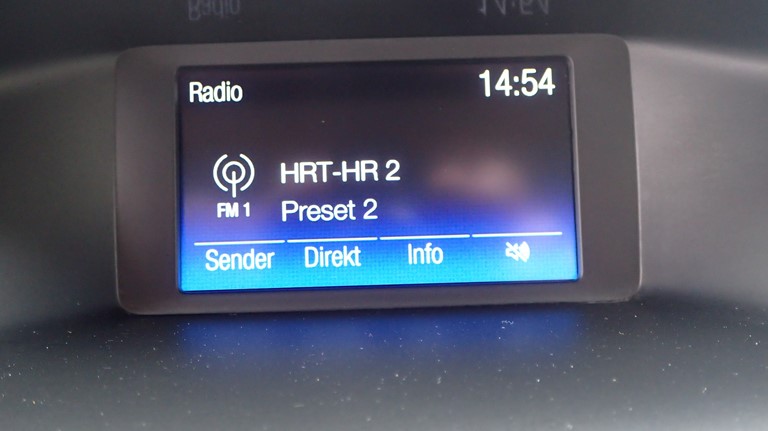 Radio 14:54
HRT-HR 2
FM 1 Preset 2
Sender Direkt Info